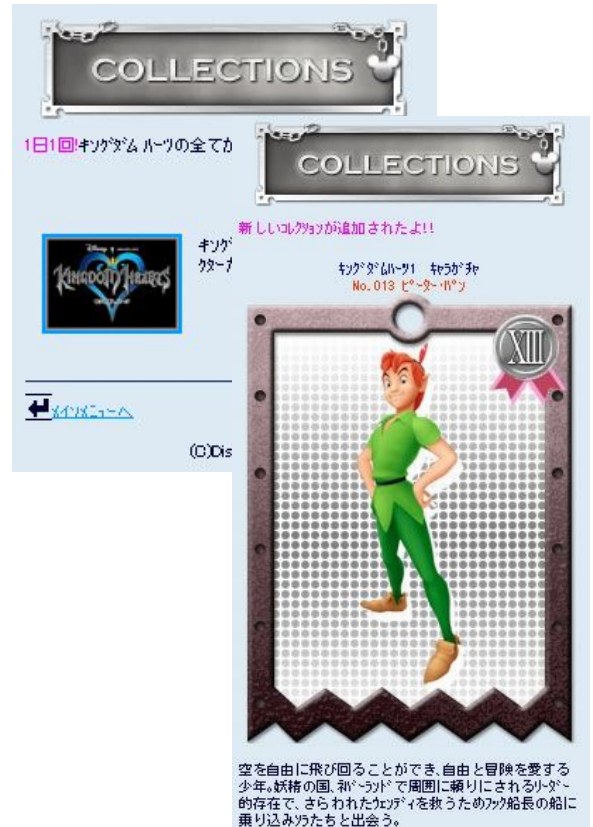 COLLECTIONS
1日1回!ｷﾝｸﾞﾀﾞﾑ ﾊｰﾂの全てが
KINGDOM HEARTS
ｷﾝｸﾞ
ｸﾀｰｶ
ﾒｲﾝﾒﾆｭｰへ
(C)Dis
COLLECTIONS
新しいｺﾚｸｼｮﾝが追加されたよ!!
ｷﾝｸﾞﾀﾞﾑﾊｰﾂ1 ｷｬﾗｶﾞﾁｬ
No.013 ﾋﾟｰﾀｰ･ﾊﾟﾝ
XIII
空を自由に飛び回ることができ､自由と冒険を愛する
少年｡妖精の国､ﾈﾊﾞｰﾗﾝﾄﾞで周囲に頼りにされるﾘｰﾀﾞｰ
的存在で､さらわれたｳｪﾝﾃﾞｨを救うためﾌｯｸ船長の船に
乗り込みｿﾗたちと出会う｡